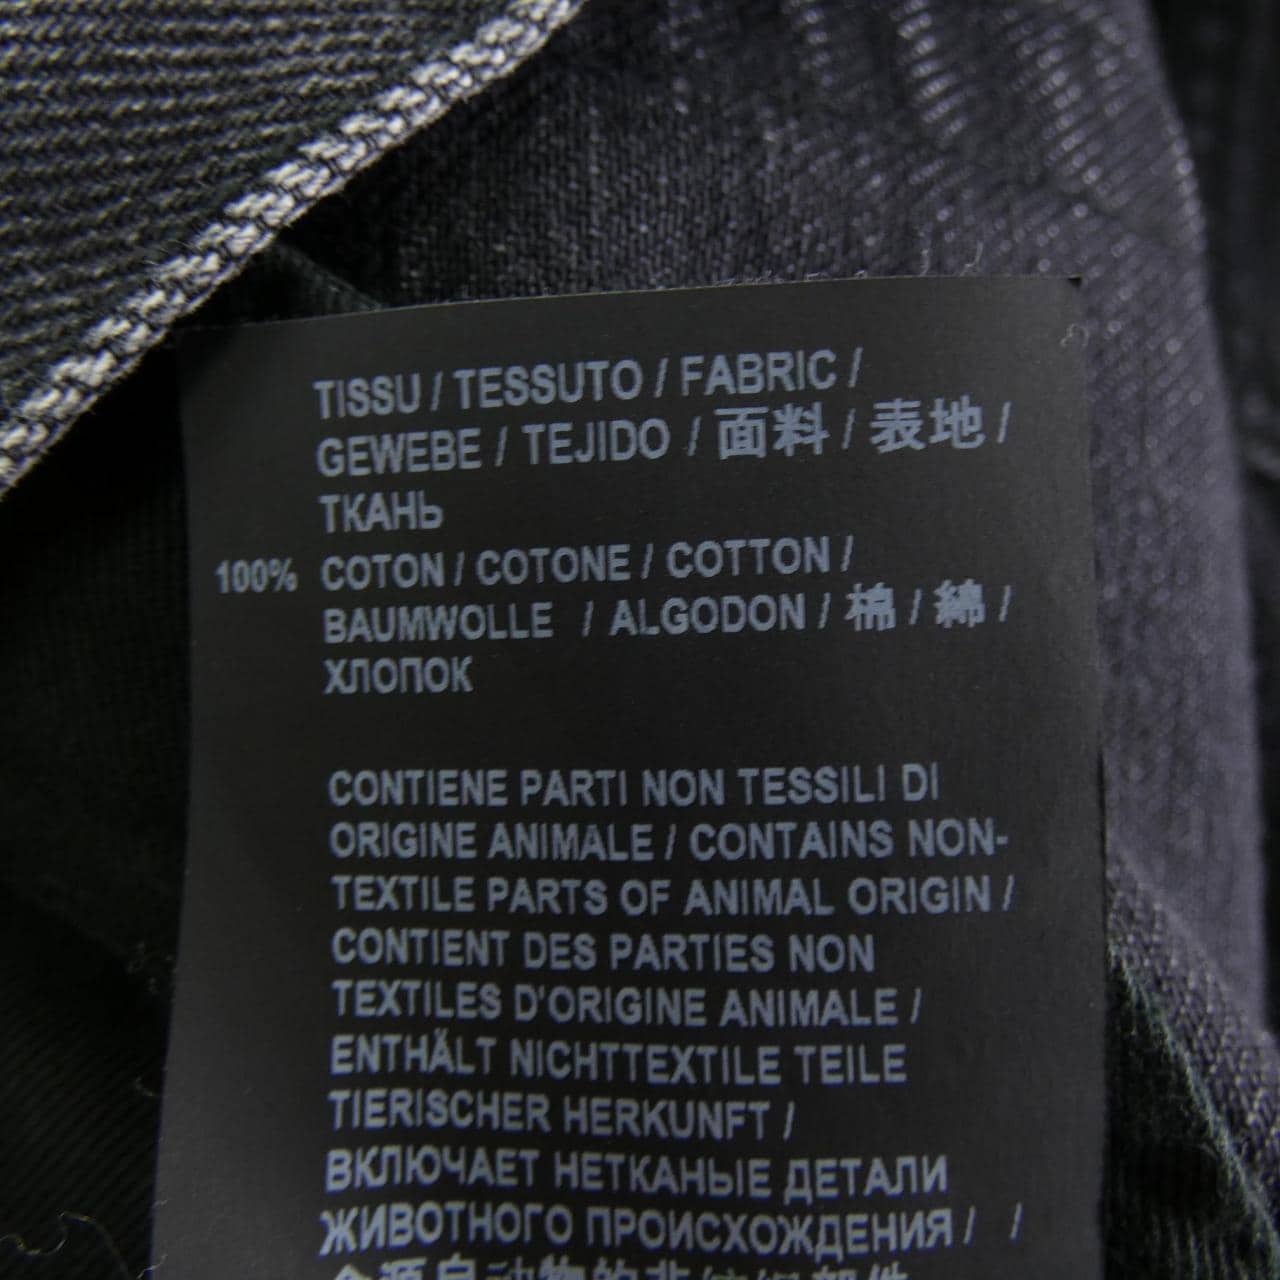 TISSU / TESSUTO / FABRIC /
GEWEBE / TEJIDO / 面料 / 表地 /
ТКАНЬ
100% COTON / COTONE / COTTON /
BAUMWOLLE / ALGODON / 棉 / 綿 /
ХЛОПОК
CONTIENE PARTI NON TESSILI DI
ORIGINE ANIMALE / CONTAINS NON-
TEXTILE PARTS OF ANIMAL ORIGIN /
CONTIENT DES PARTIES NON
TEXTILES D'ORIGINE ANIMALE /
ENTHÄLT NICHTTEXTILE TEILE
TIERISCHER HERKUNFT /
ВКЛЮЧАЕТ НЕТКАНЫЕ ДЕТАЛИ
ЖИВОТНОГО ПРОИСХОЖДЕНИЯ / /